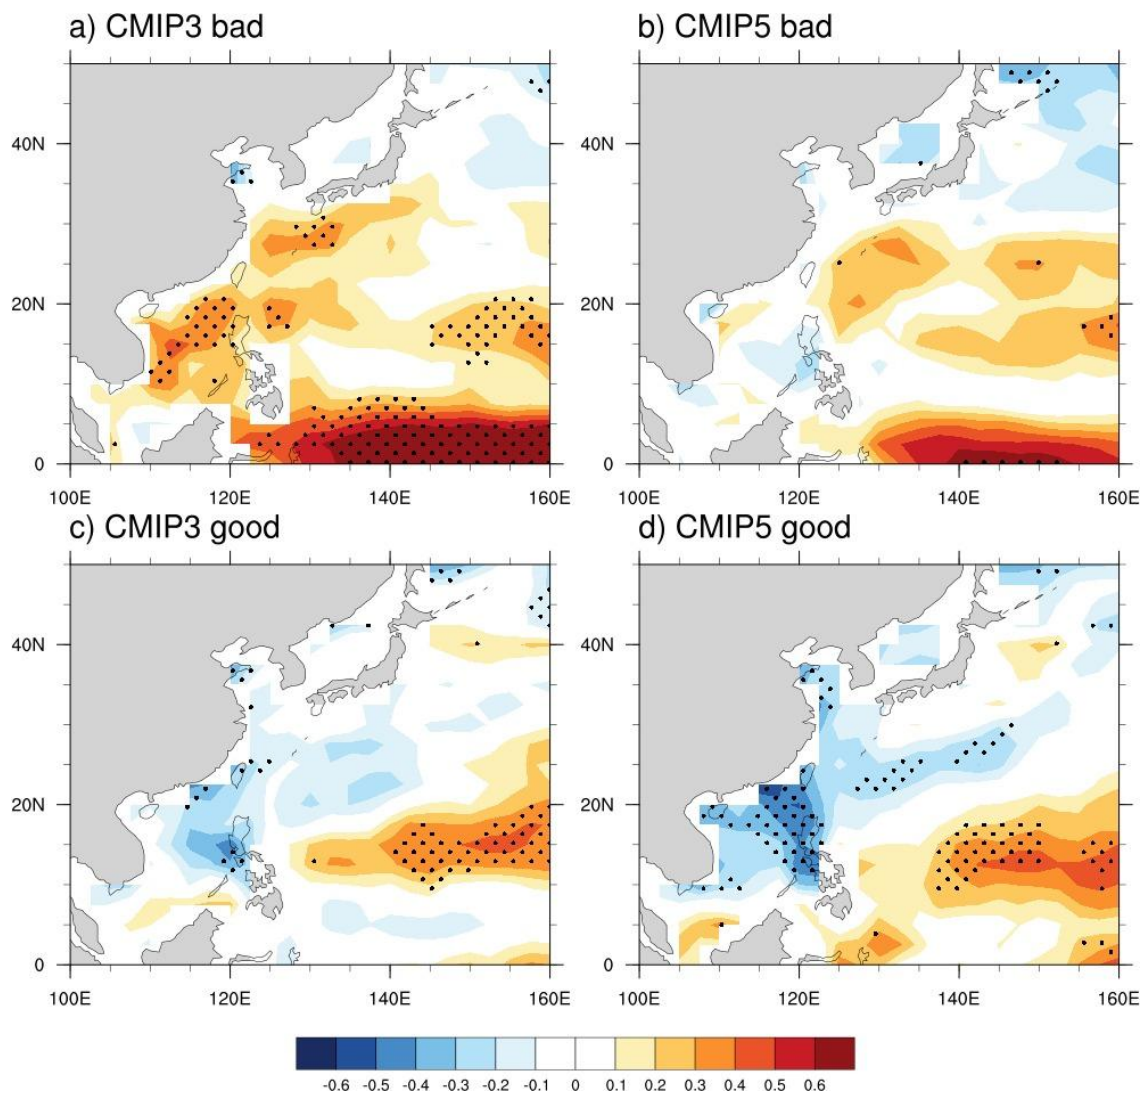 a) CMIP3 bad
b) CMIP5 bad
40N
40N
20N
20N
0
0
100E 120E 140E 160E
100E 120E 140E 160E
c) CMIP3 good
d) CMIP5 good
40N
40N
20N
20N
0
0
100E 120E 140E 160E
100E 120E 140E 160E
-0.6 -0.5 -0.4 -0.3 -0.2 -0.1 0 0.1 0.2 0.3 0.4 0.5 0.6